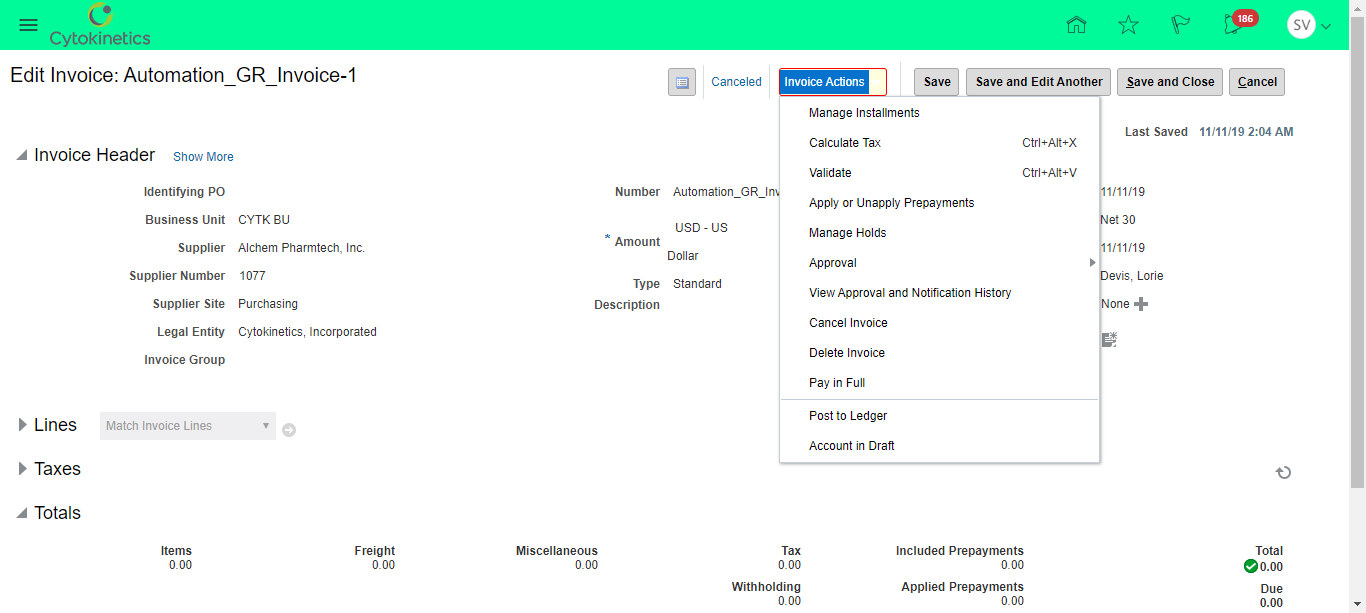 Cytokinetics
186
SV
Edit Invoice: Automation_GR_Invoice-1
Canceled
Invoice Actions
Save
Save and Edit Another
Save and Close
Cancel
Manage Installments
Calculate Tax Ctrl+Alt+X
Validate Ctrl+Alt+V
Apply or Unapply Prepayments
Manage Holds
Approval
View Approval and Notification History
Cancel Invoice
Delete Invoice
Pay in Full
Post to Ledger
Account in Draft
Last Saved 11/11/19 2:04 AM
Invoice Header Show More
Identifying PO
Business Unit CYTK BU
Supplier Alchem Pharmtech, Inc.
Supplier Number 1077
Supplier Site Purchasing
Legal Entity Cytokinetics, Incorporated
Invoice Group
Number Automation_GR_Inv
* Amount USD - US
Dollar
Type Standard
Description
11/11/19
Net 30
11/11/19
Devis, Lorie
None
Lines Match Invoice Lines
Taxes
Totals
Items Freight Miscellaneous Tax Included Prepayments Total
0.00 0.00 0.00 0.00 0.00 0.00
Withholding Applied Prepayments Due
0.00 0.00 0.00